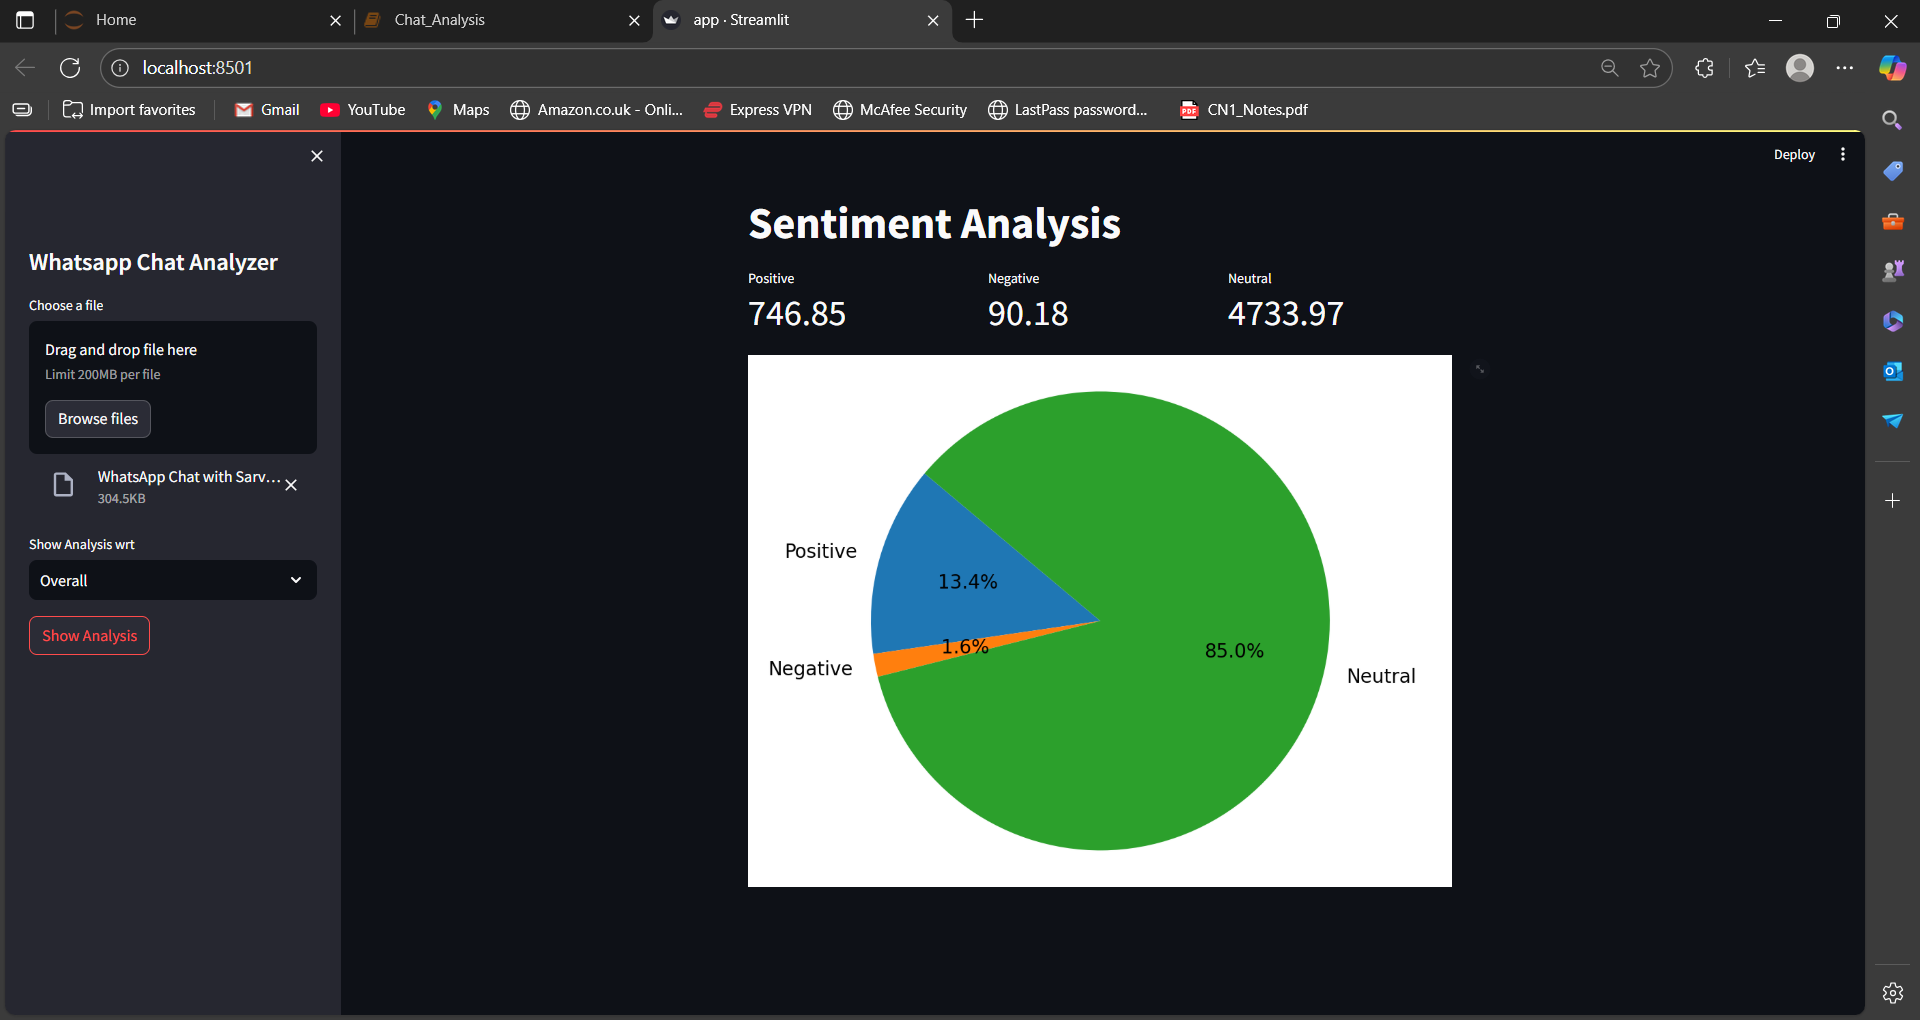 Home
Chat_Analysis
app · Streamlit
localhost:8501
Import favorites
Gmail
YouTube
Maps
Amazon.co.uk - Onli...
Express VPN
McAfee Security
LastPass password...
PDF
CN1_Notes.pdf
Deploy
Whatsapp Chat Analyzer
Choose a file
Drag and drop file here
Limit 200MB per file
Browse files
WhatsApp Chat with Sarv...
304.5KB
Show Analysis wrt
Overall
Show Analysis
Sentiment Analysis
Positive
746.85
Negative
90.18
Neutral
4733.97
Positive
13.4%
1.6%
Negative
85.0%
Neutral